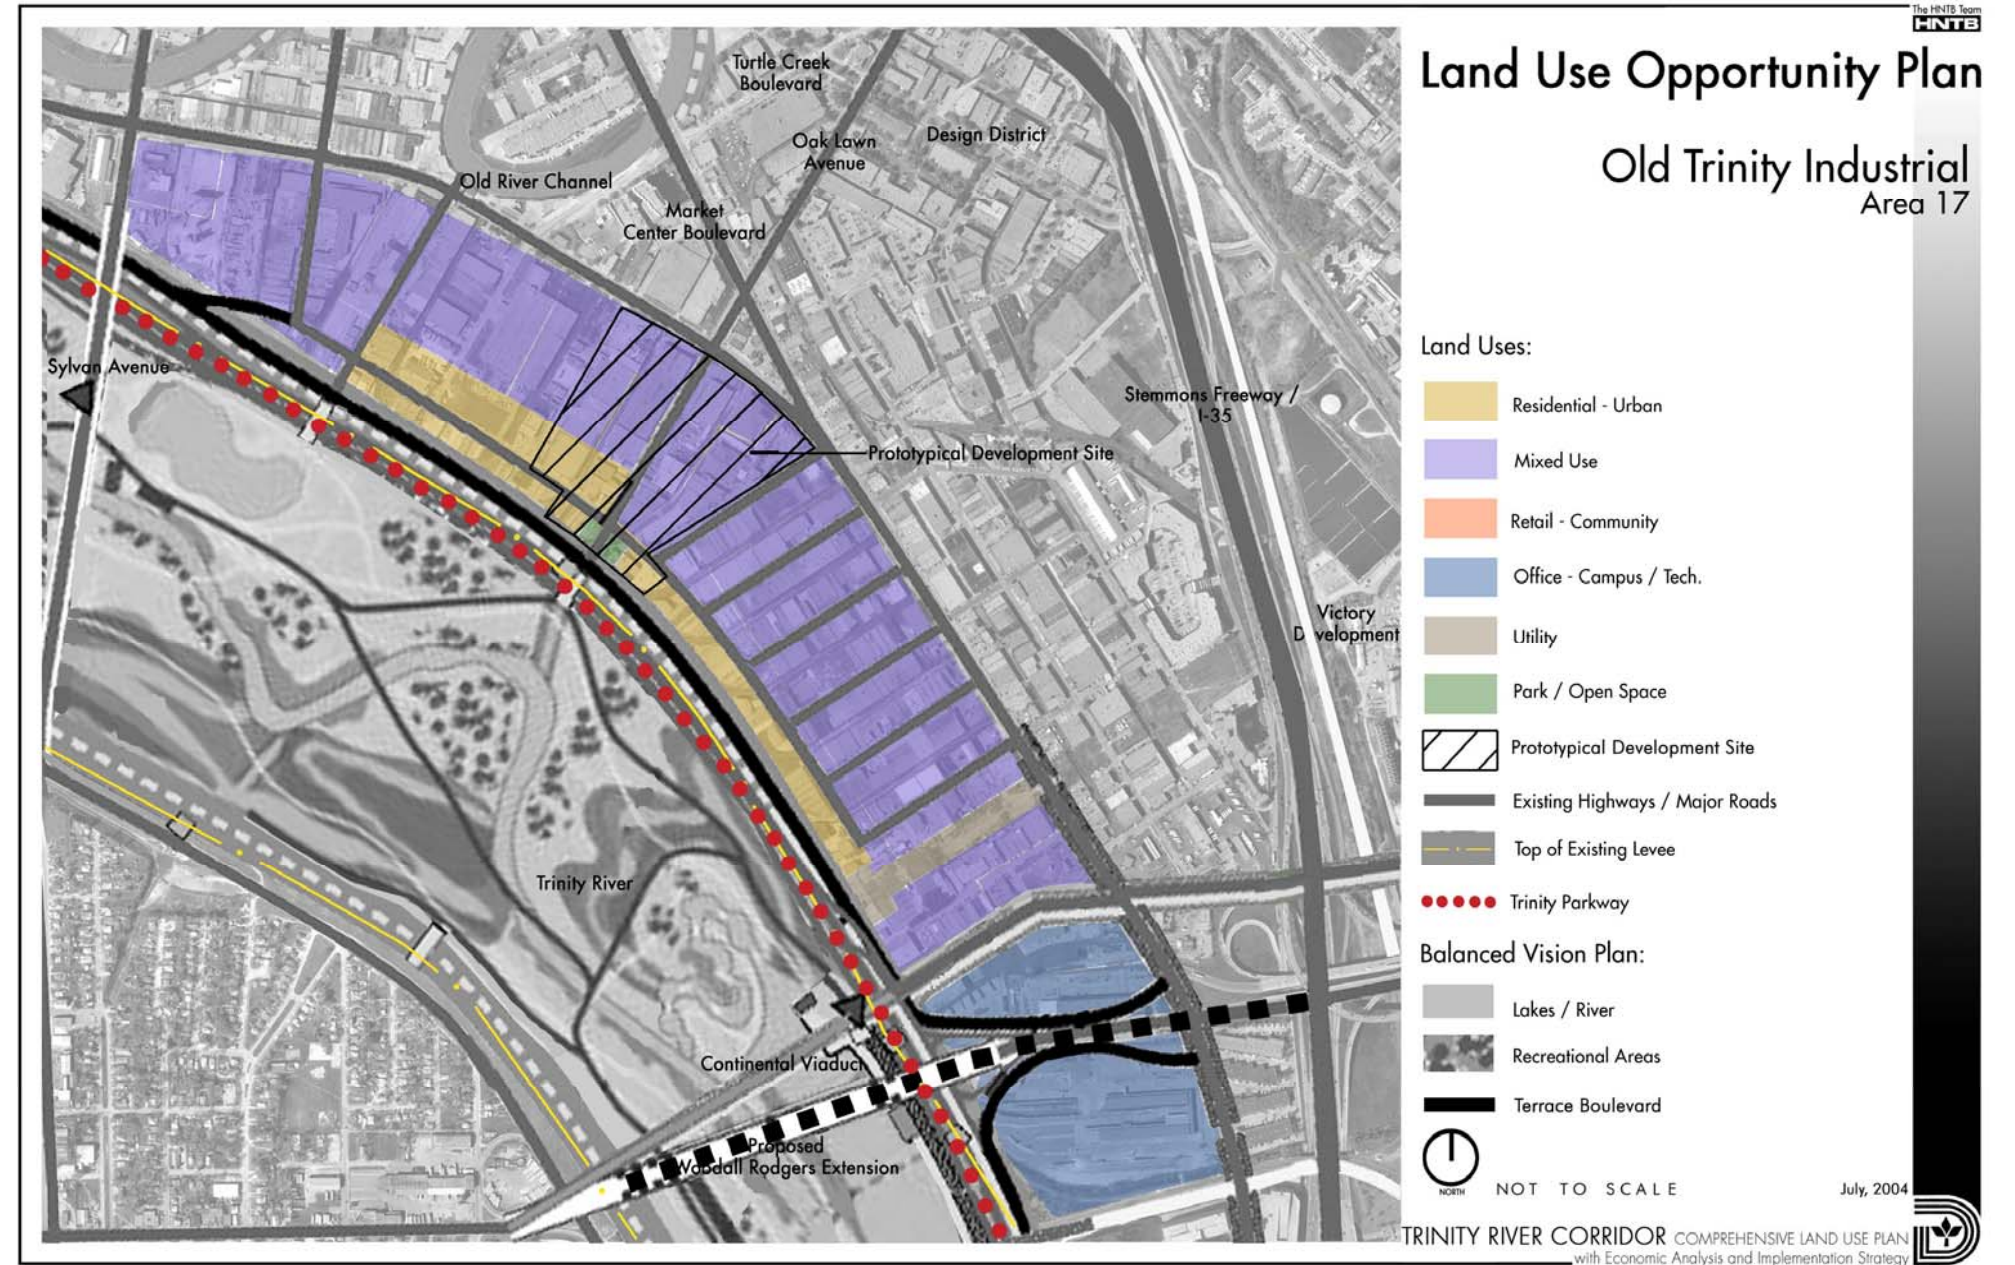 The HNTB Team
HNTB
Land Use Opportunity Plan
Old Trinity Industrial
Area 17
Turtle Creek
Boulevard
Oak Lawn
Avenue
Design District
Old River Channel
Market
Center Boulevard
Sylvan Avenue
Stemmons Freeway /
I-35
Prototypical Development Site
Victory
Development
Trinity River
Continental Viaduct
Proposed
Woodall Rodgers Extension
Land Uses:
Residential - Urban
Mixed Use
Retail - Community
Office - Campus / Tech.
Utility
Park / Open Space
Prototypical Development Site
Existing Highways / Major Roads
Top of Existing Levee
Trinity Parkway
Balanced Vision Plan:
Lakes / River
Recreational Areas
Terrace Boulevard
NORTH
NOT TO SCALE
July, 2004
TRINITY RIVER CORRIDOR COMPREHENSIVE LAND USE PLAN
with Economic Analysis and Implementation Strategy